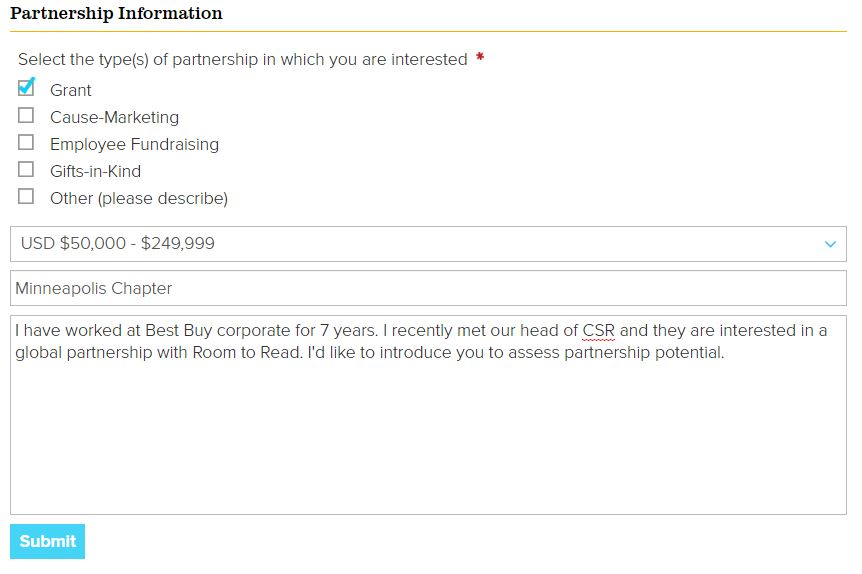 Partnership Information
Select the type(s) of partnership in which you are interested *
Grant
Cause-Marketing
Employee Fundraising
Gifts-in-Kind
Other (please describe)
USD $50,000 - $249,999
Minneapolis Chapter
I have worked at Best Buy corporate for 7 years. I recently met our head of CSR and they are interested in a
global partnership with Room to Read. I'd like to introduce you to assess partnership potential.
Submit